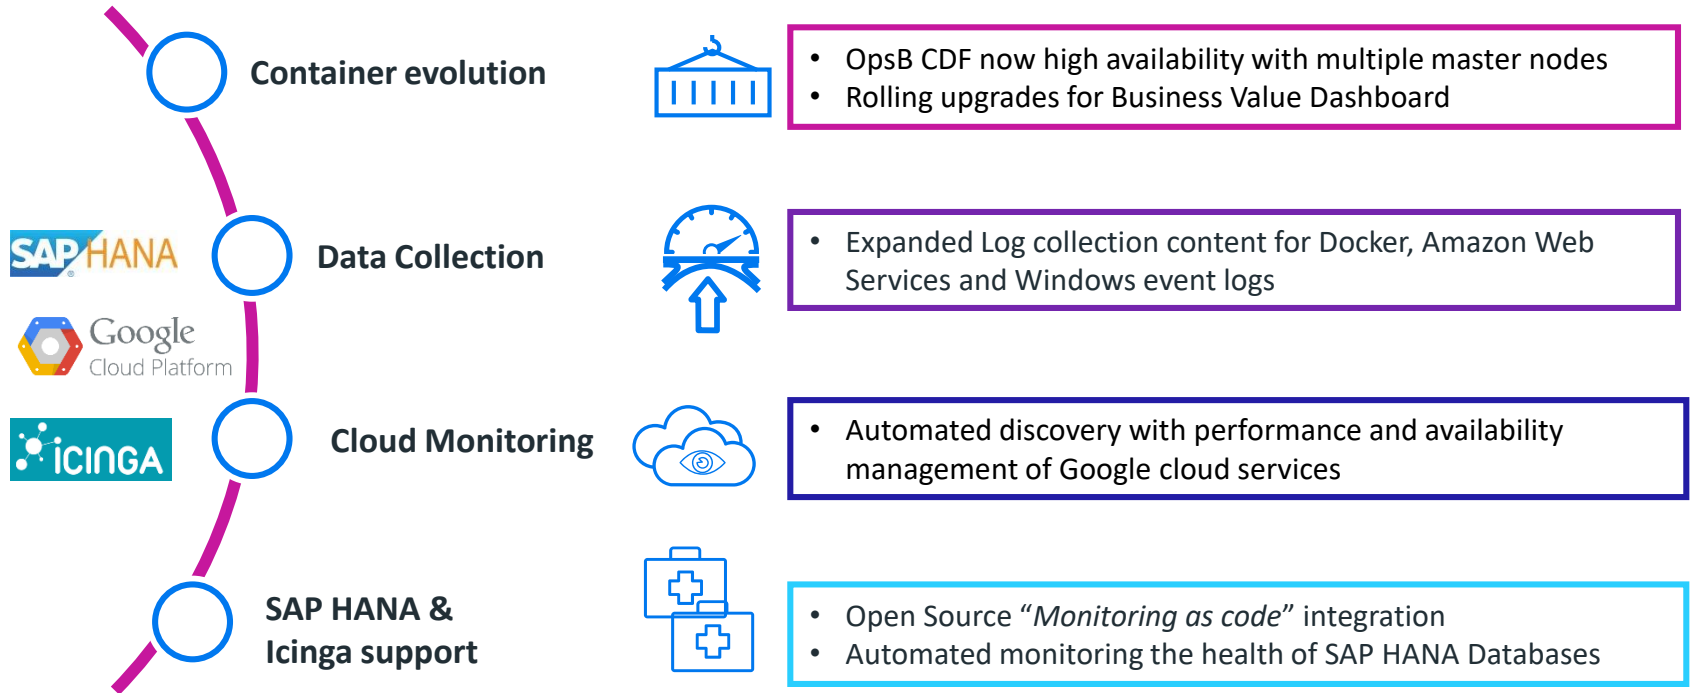 Container evolution
• OpsB CDF now high availability with multiple master nodes
• Rolling upgrades for Business Value Dashboard
SAP HANA
®
Data Collection
• Expanded Log collection content for Docker, Amazon Web
Services and Windows event logs
Google
Cloud Platform
ICINGA
Cloud Monitoring
• Automated discovery with performance and availability
management of Google cloud services
SAP HANA &
Icinga support
• Open Source “Monitoring as code” integration
• Automated monitoring the health of SAP HANA Databases